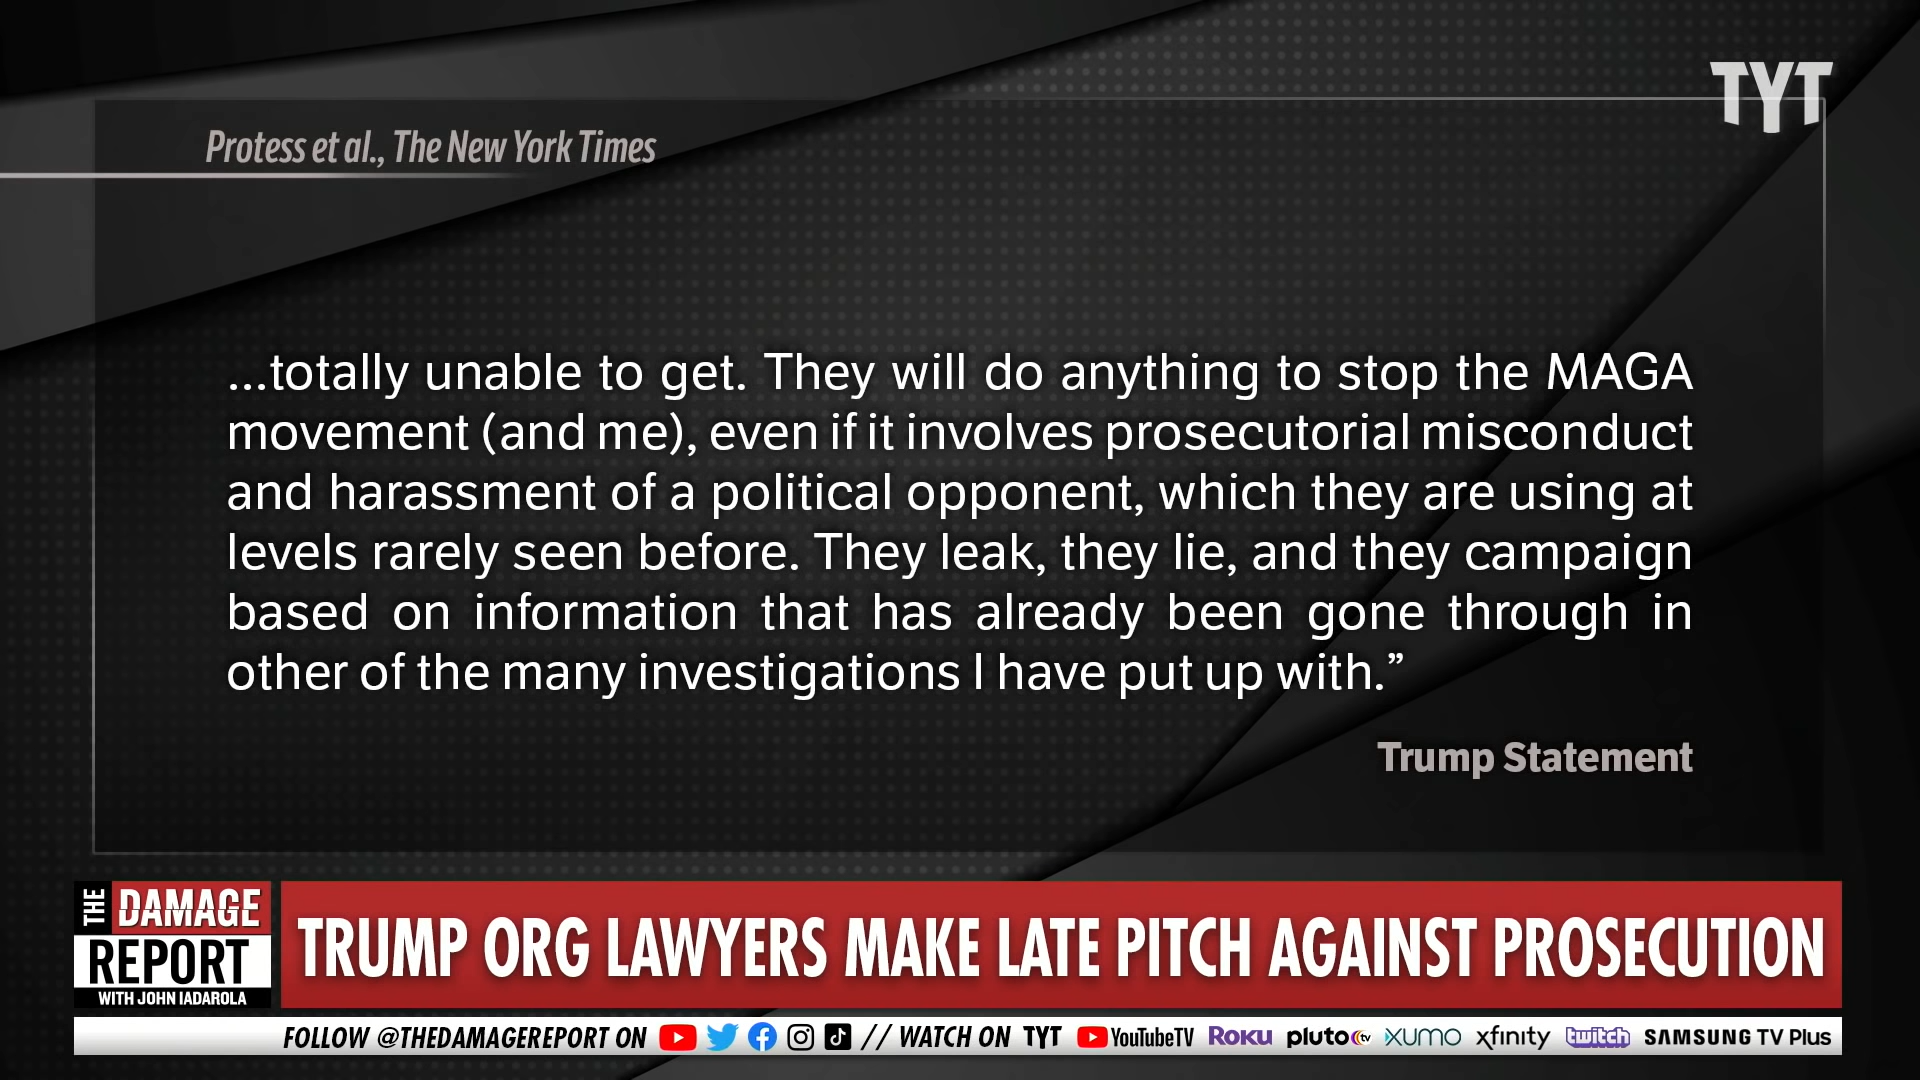 TYT
Protess et al., The New York Times
...totally unable to get. They will do anything to stop the MAGA
movement (and me), even if it involves prosecutorial misconduct
and harassment of a political opponent, which they are using at
levels rarely seen before. They leak, they lie, and they campaign
based on information that has already been gone through in
other of the many investigations I have put up with.”
Trump Statement
THE DAMAGE
REPORT
WITH JOHN IADAROLA
TRUMP ORG LAWYERS MAKE LATE PITCH AGAINST PROSECUTION
FOLLOW @THEDAMAGEREPORT ON // WATCH ON TYT YouTubeTV ROKU pluto tv XUMO xfinity twitch SAMSUNG TV Plus